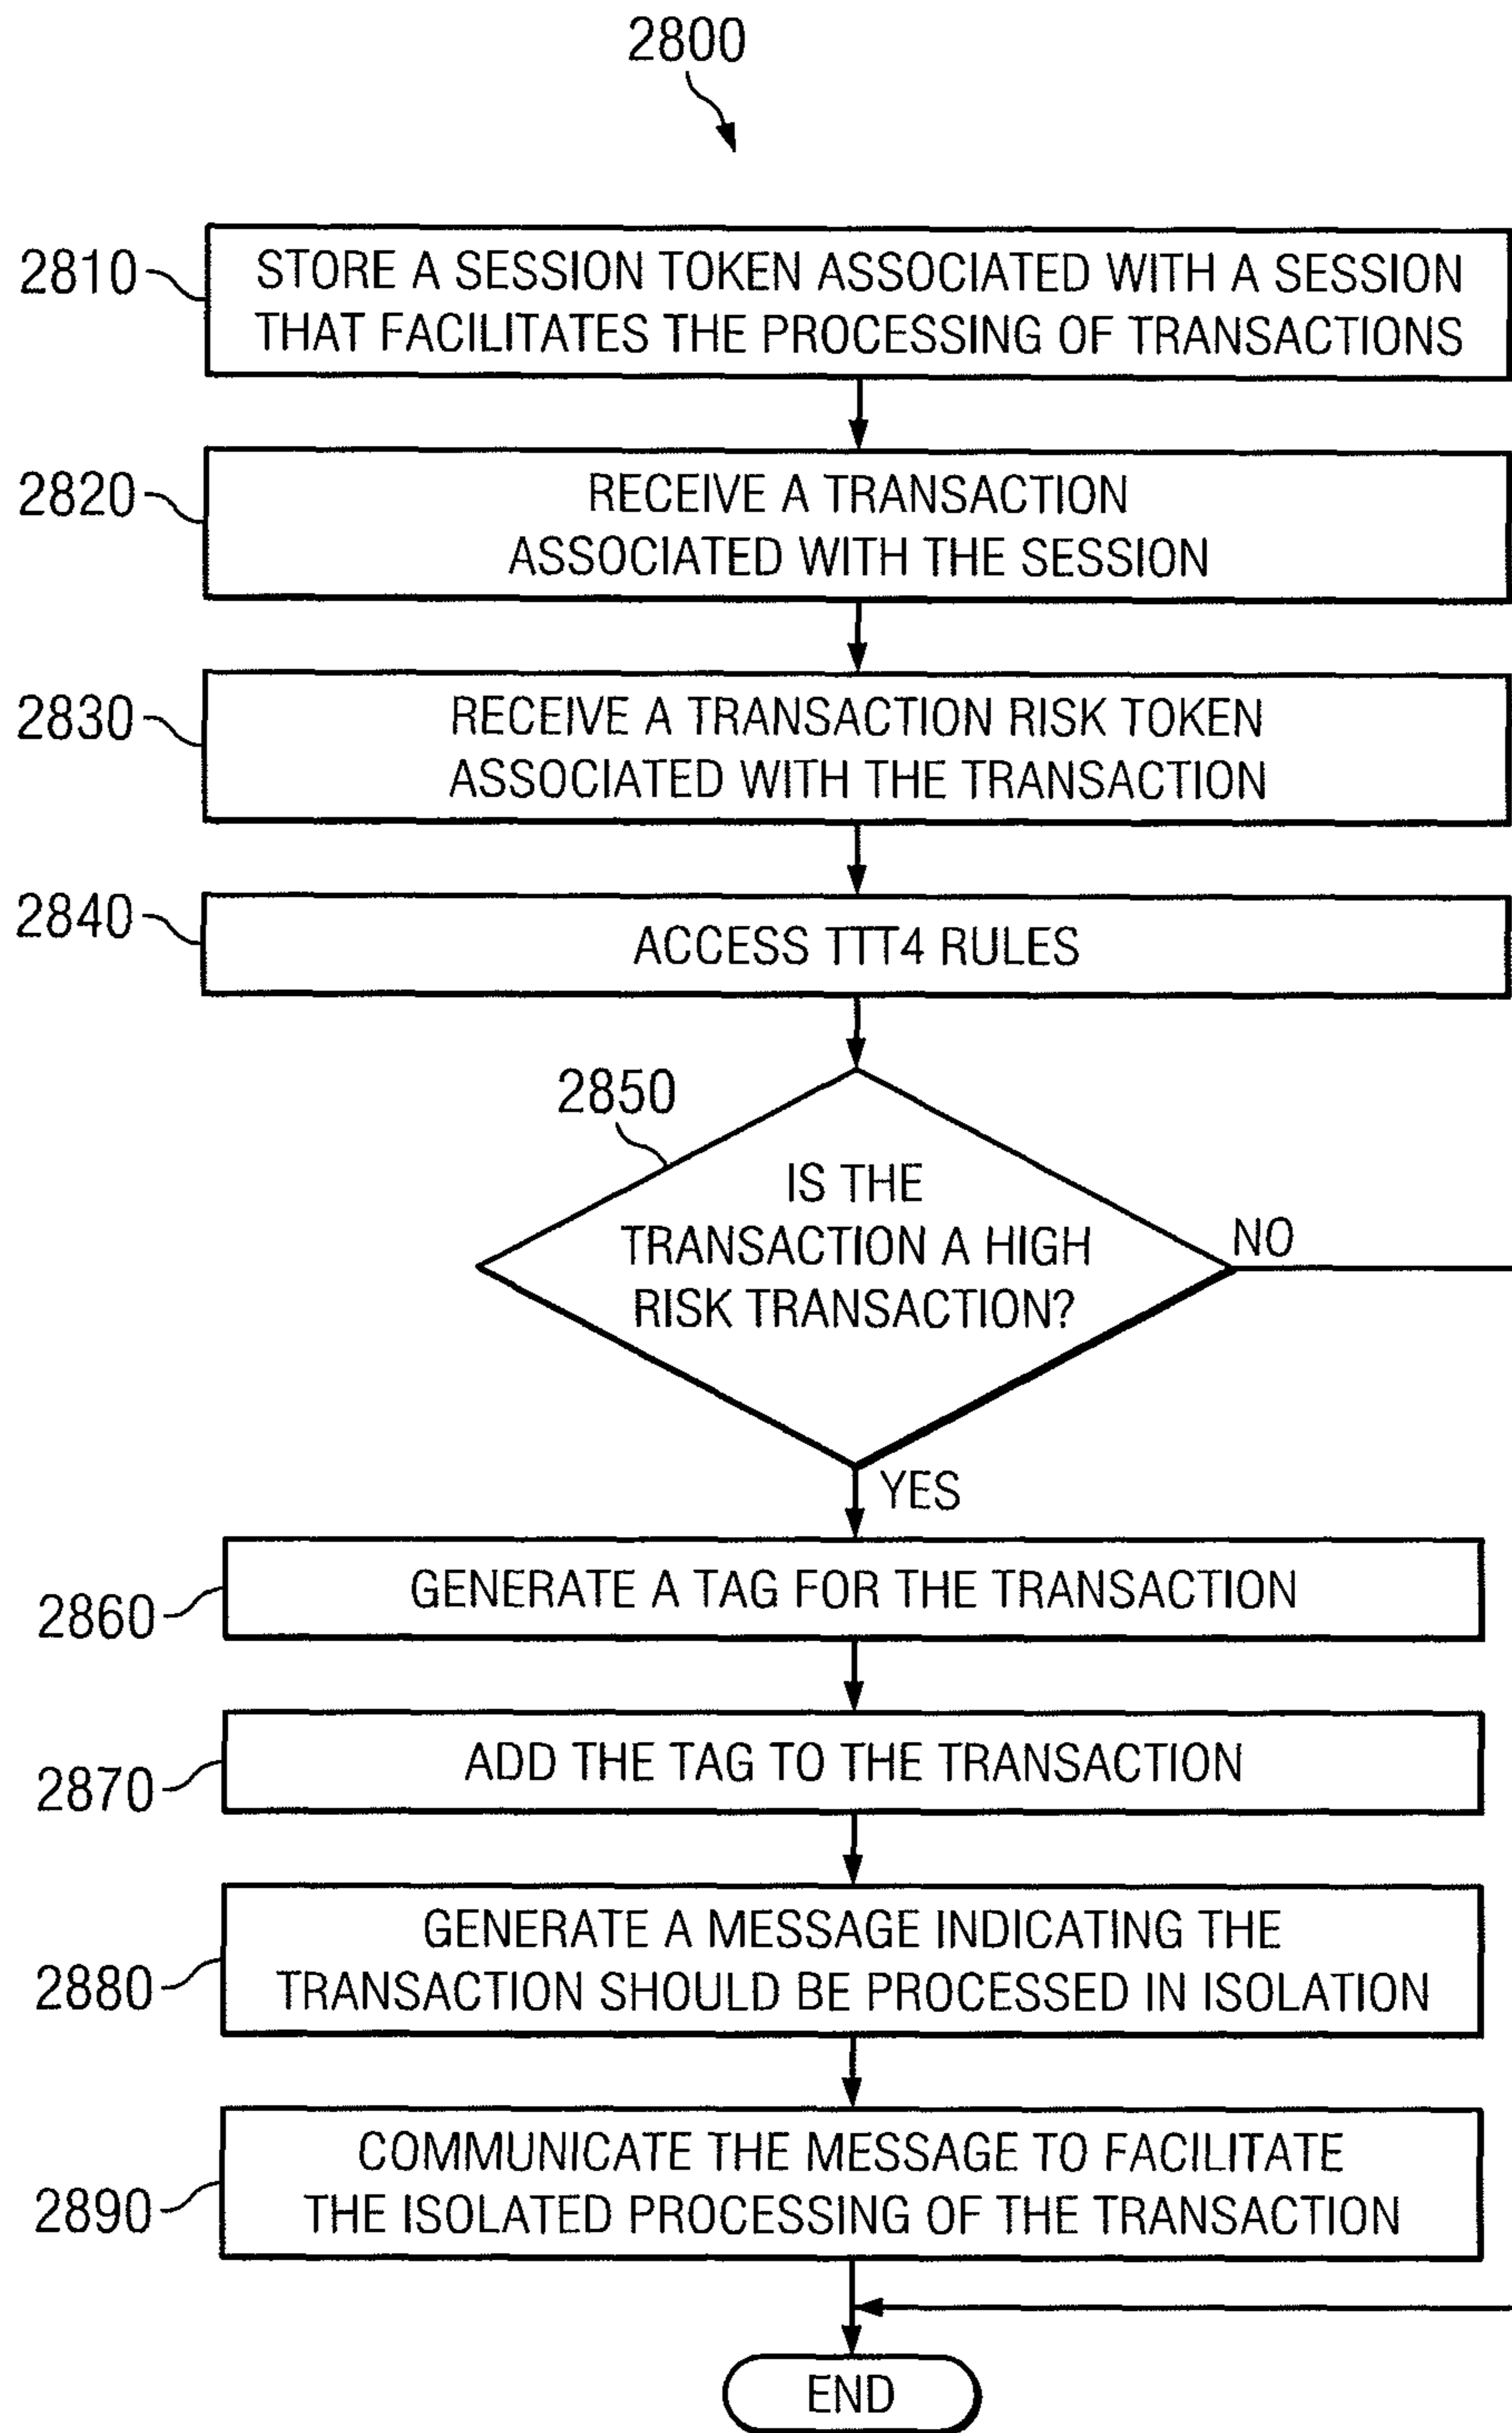 2800
2810
STORE A SESSION TOKEN ASSOCIATED WITH A SESSION
THAT FACILITATES THE PROCESSING OF TRANSACTIONS
2820
RECEIVE A TRANSACTION
ASSOCIATED WITH THE SESSION
2830
RECEIVE A TRANSACTION RISK TOKEN
ASSOCIATED WITH THE TRANSACTION
2840
ACCESS TTT4 RULES
2850
IS THE
TRANSACTION A HIGH
RISK TRANSACTION?
NO
YES
2860
GENERATE A TAG FOR THE TRANSACTION
2870
ADD THE TAG TO THE TRANSACTION
2880
GENERATE A MESSAGE INDICATING THE
TRANSACTION SHOULD BE PROCESSED IN ISOLATION
2890
COMMUNICATE THE MESSAGE TO FACILITATE
THE ISOLATED PROCESSING OF THE TRANSACTION
END